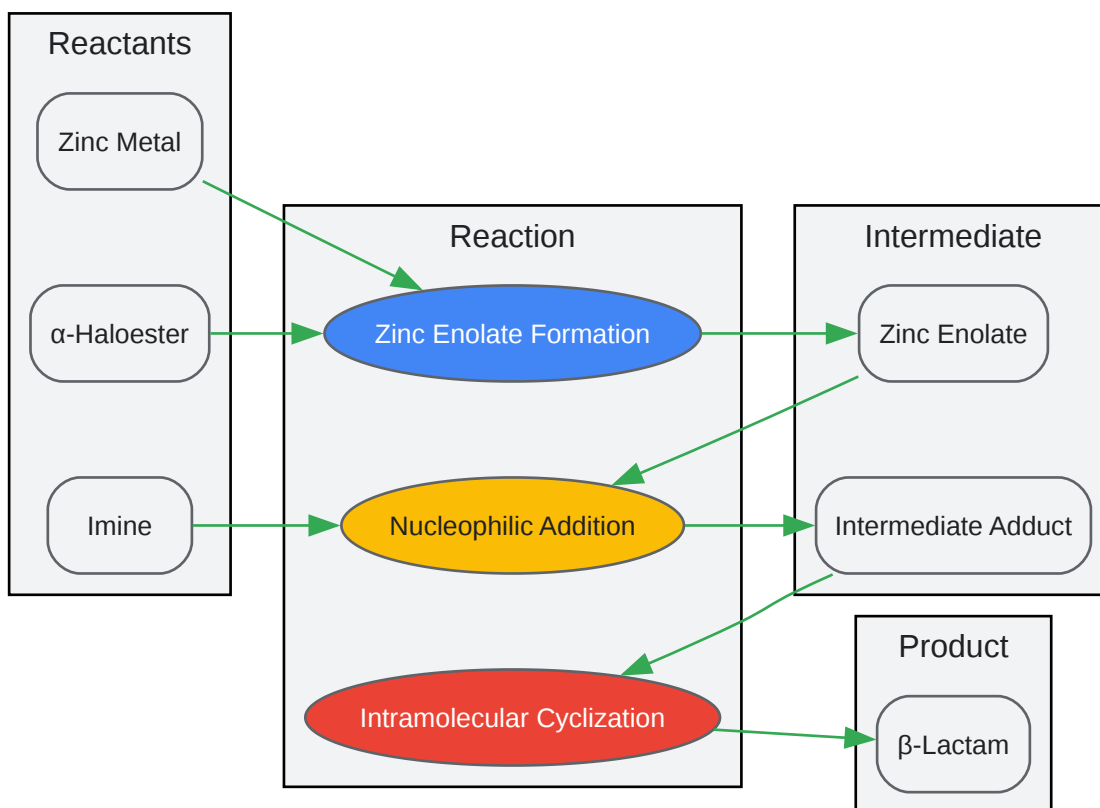 Reactants
Zinc Metal
α-Haloester
Imine
Reaction
Zinc Enolate Formation
Nucleophilic Addition
Intramolecular Cyclization
Intermediate
Zinc Enolate
Intermediate Adduct
Product
β-Lactam